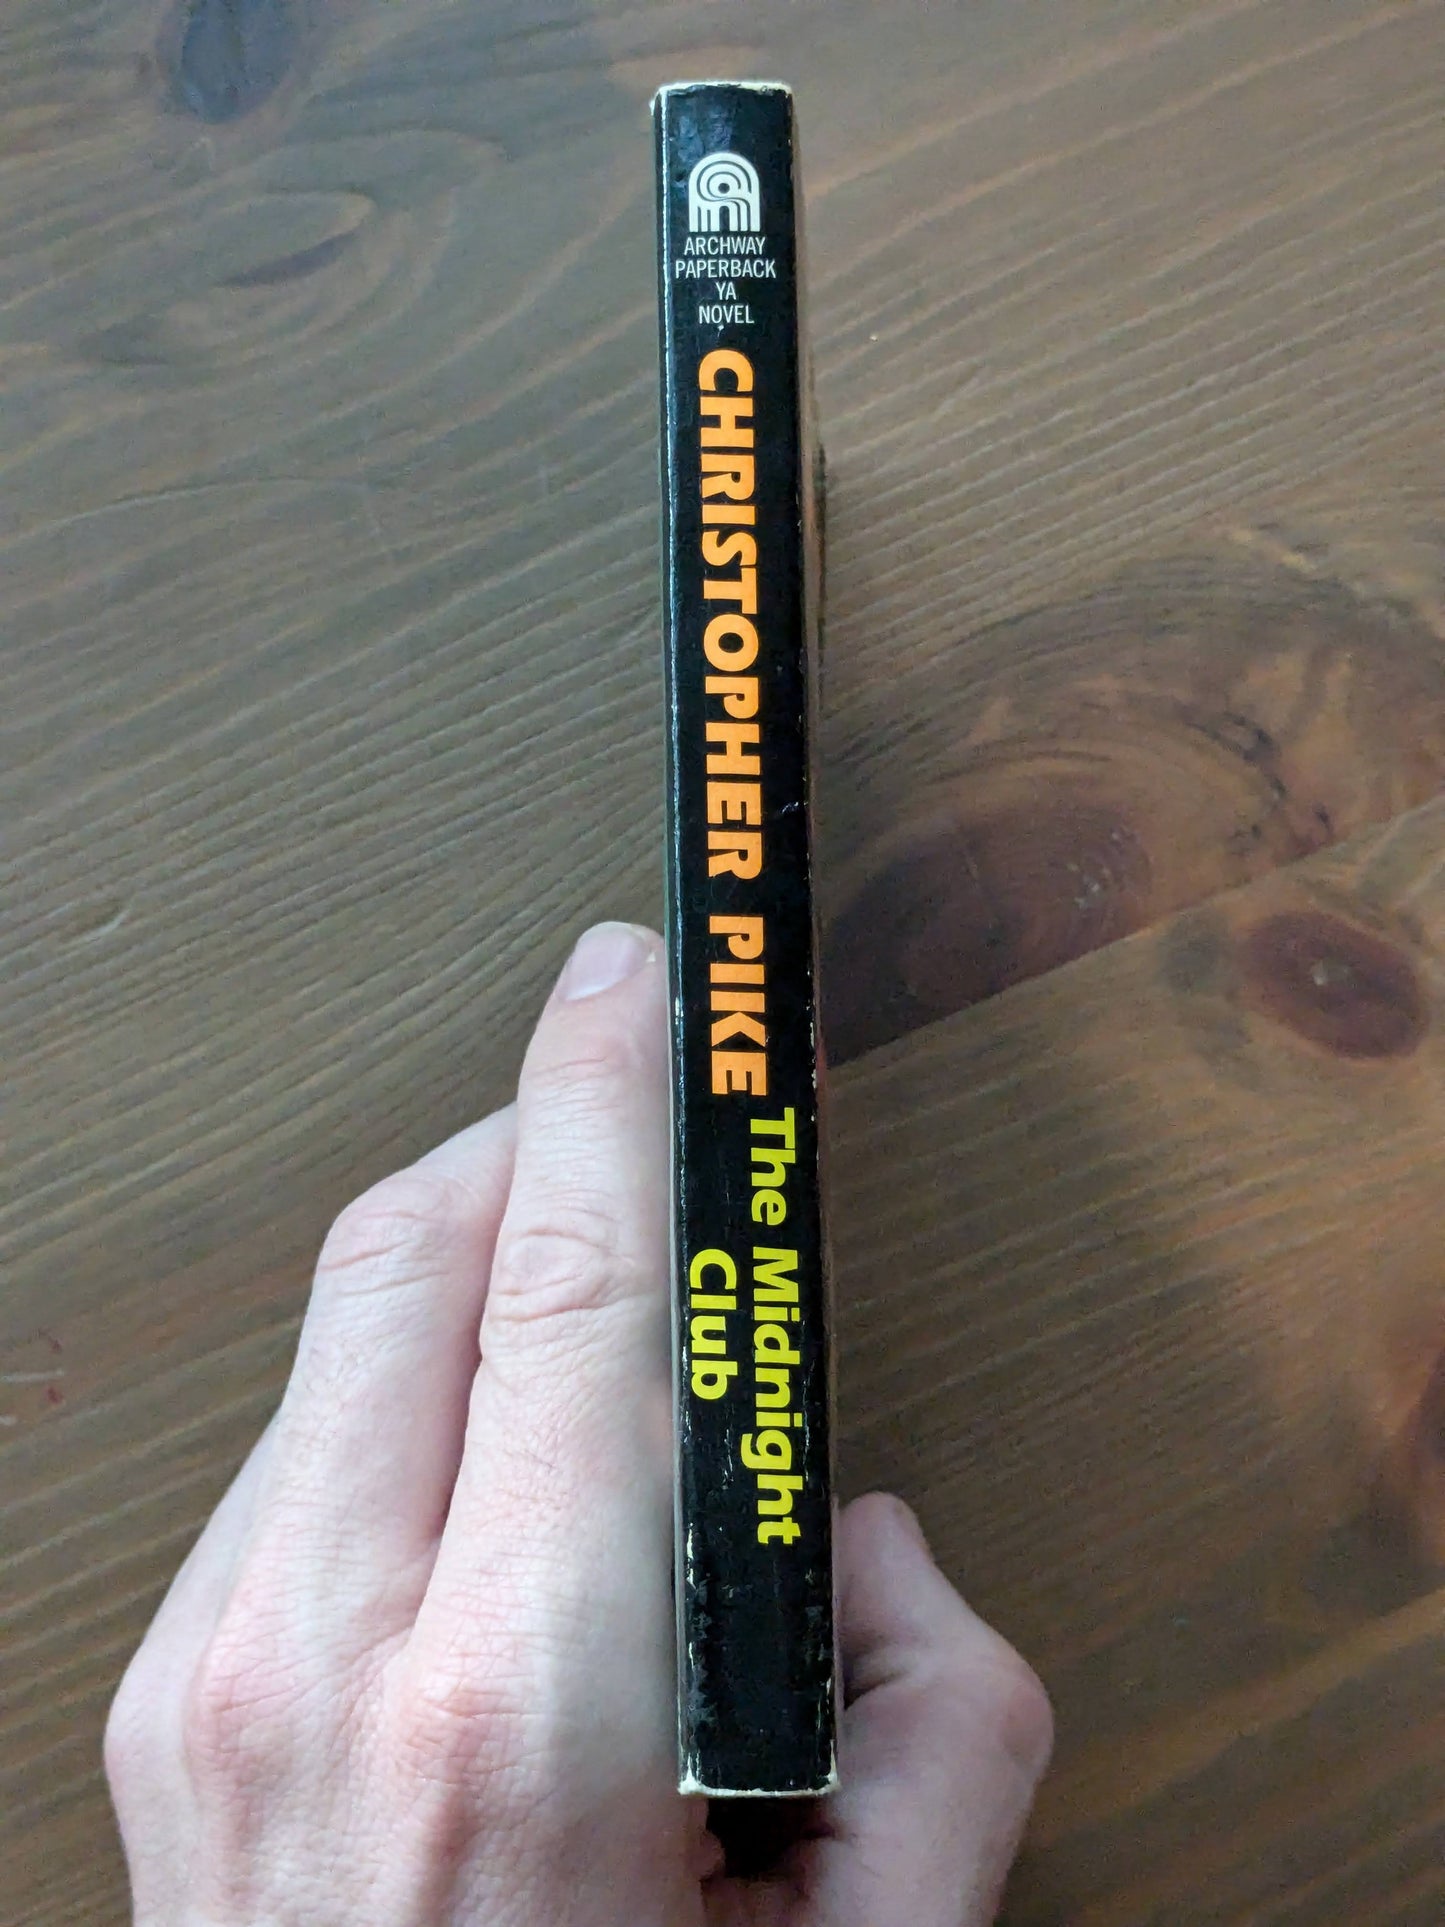 ARCHWAY
PAPERBACK
YA
NOVEL
CHRISTOPHER PIKE
The Midnight
Club